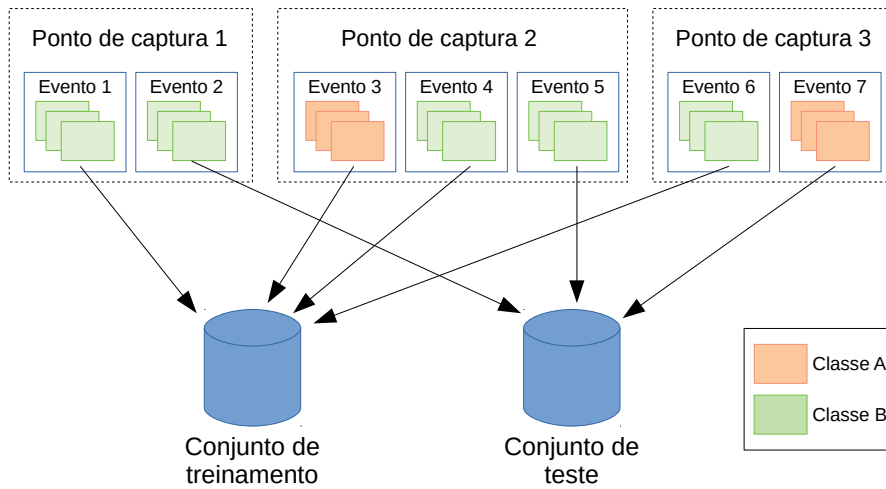 Ponto de captura 1
Ponto de captura 2
Ponto de captura 3
Evento 1
Evento 2
Evento 3
Evento 4
Evento 5
Evento 6
Evento 7
Classe A
Classe B
Conjunto de
treinamento
Conjunto de
teste